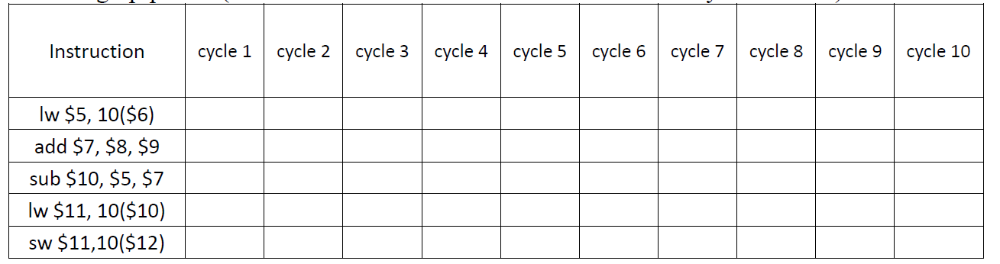 Instruction cycle 1 cycle 2 cycle 3 cycle 4 cycle 5 cycle 6 cycle 7 cycle 8 cycle 9 cycle 10
lw $5, 10($6)
add $7, $8, $9
sub $10, $5, $7
lw $11, 10($10)
sw $11,10($12)